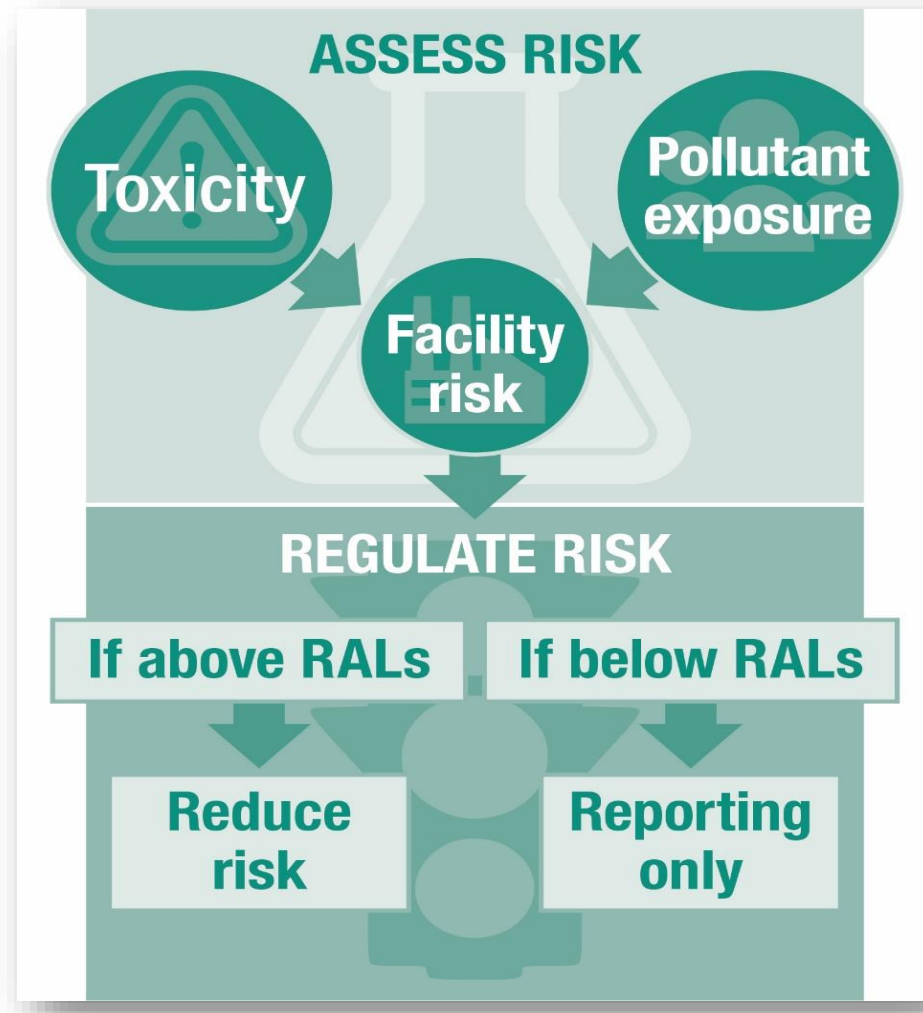 ASSESS RISK
Toxicity
Pollutant
exposure
Facility
risk
REGULATE RISK
If above RALs
If below RALs
Reduce
risk
Reporting
only